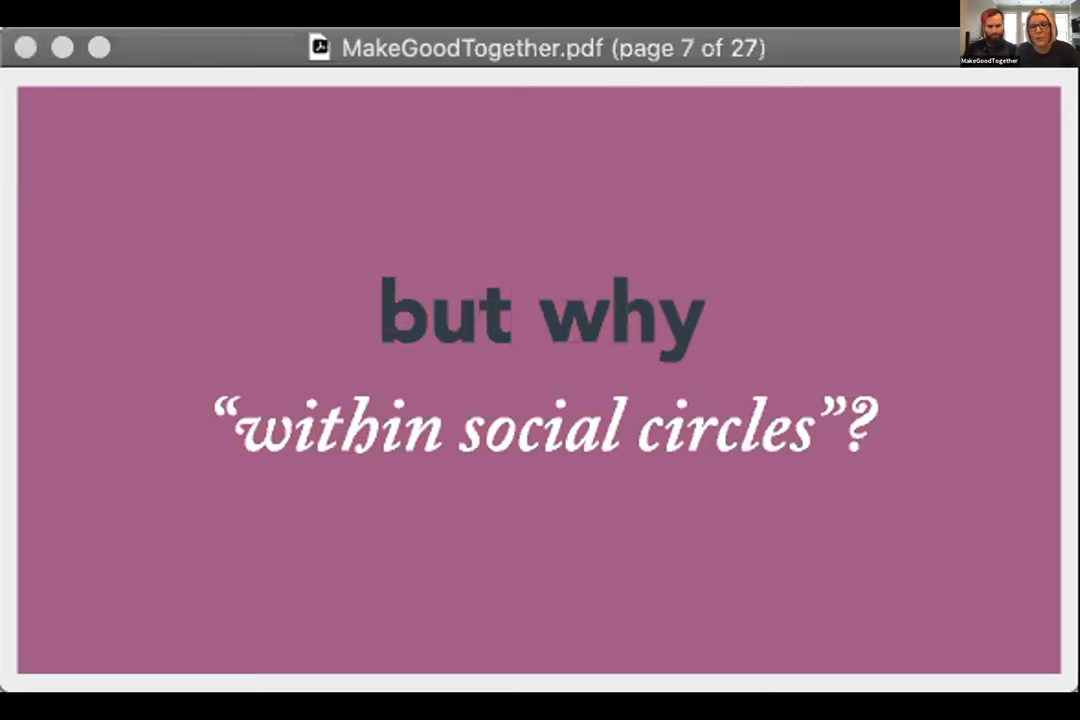 MakeGoodTogether.pdf (page 7 of 27)
MakeGoodTogether
but why
“within social circles”?